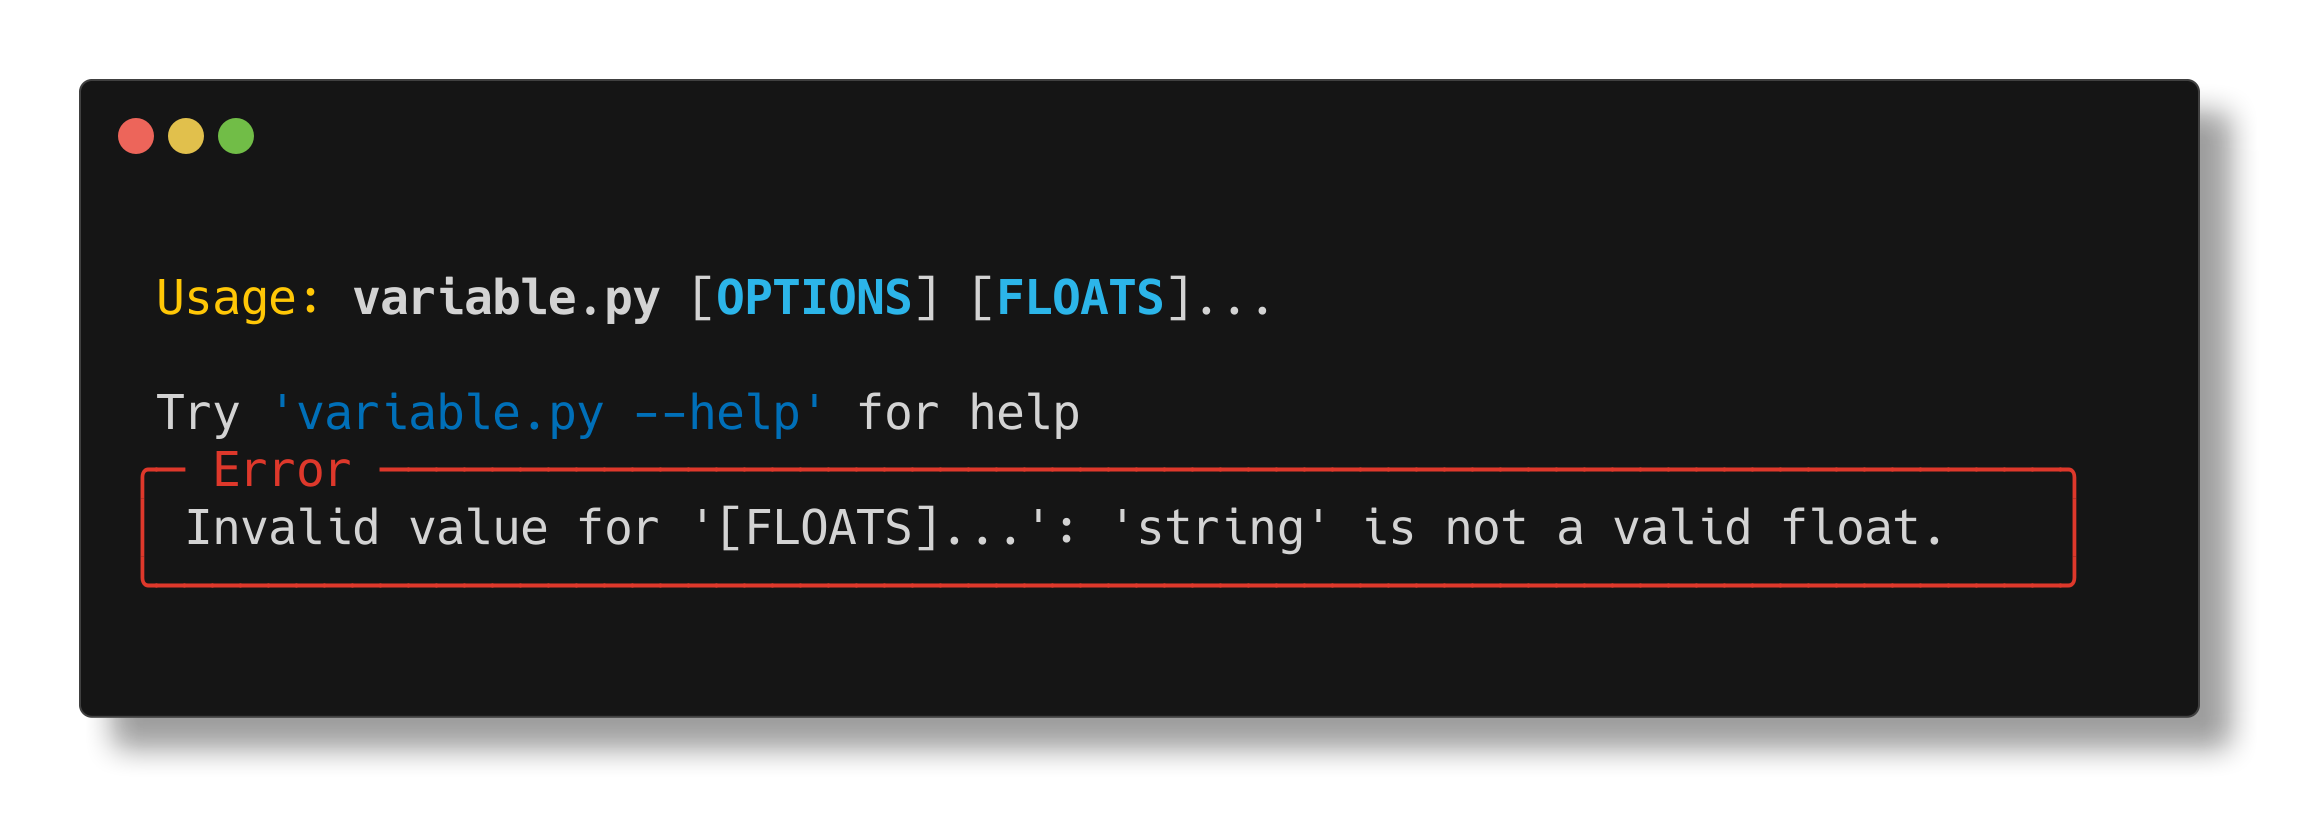 Usage: variable.py [OPTIONS] [FLOATS]...
Try 'variable.py --help' for help
Error
Invalid value for '[FLOATS]...': 'string' is not a valid float.